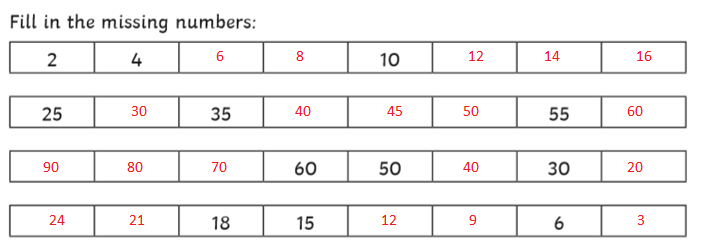 Fill in the missing numbers:
2 4 6 8 10 12 14 16
25 30 35 40 45 50 55 60
90 80 70 60 50 40 30 20
24 21 18 15 12 9 6 3